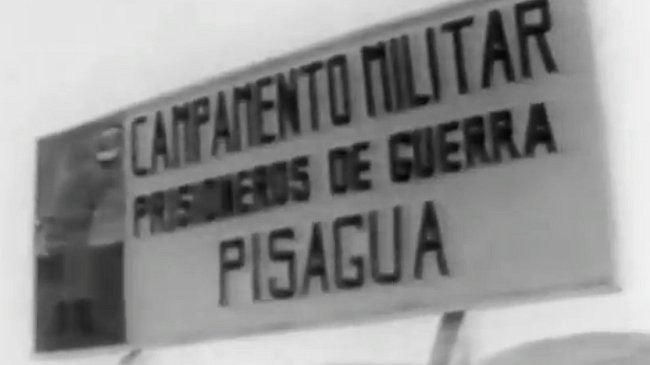 CAMPAMENTO MILITAR
PRISIONEROS DE GUERRA
PISAGUA